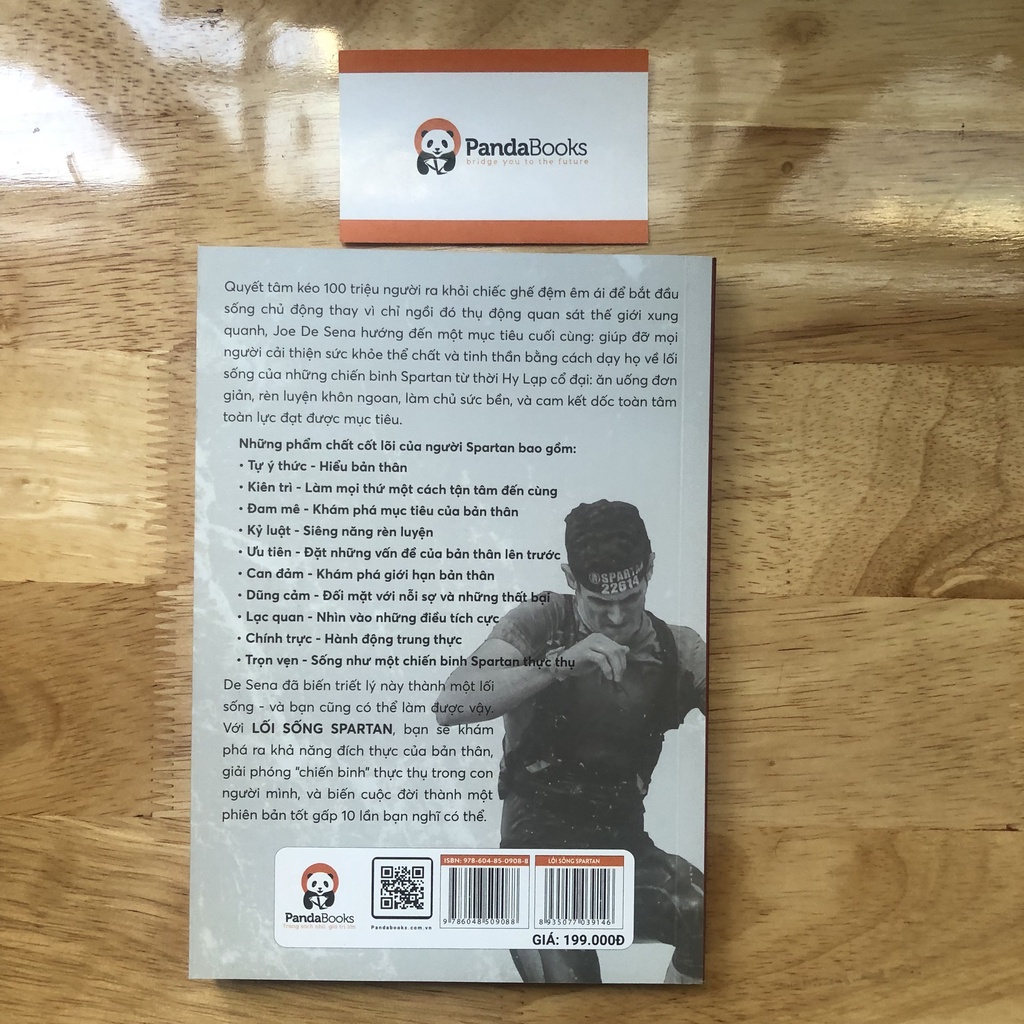 PandaBooks
bridge you to the future
Quyết tâm kéo 100 triệu người ra khỏi chiếc ghế đệm êm ái để bắt đầu
sống chủ động thay vì chỉ ngồi đó thụ động quan sát thế giới xung
quanh, Joe De Sena hướng đến một mục tiêu cuối cùng: giúp đỡ mọi
người cải thiện sức khỏe thể chất và tinh thần bằng cách dạy họ về lối
sống của những chiến binh Spartan từ thời Hy Lạp cổ đại: ăn uống đơn
giản, rèn luyện khôn ngoan, làm chủ sức bền, và cam kết dốc toàn tâm
toàn lực đạt được mục tiêu.
Những phẩm chất cốt lõi của người Spartan bao gồm:
• Tự ý thức - Hiểu bản thân
• Kiên trì - Làm mọi thứ một cách tận tâm đến cùng
• Đam mê - Khám phá mục tiêu của bản thân
• Kỷ luật - Siêng năng rèn luyện
• Ưu tiên - Đặt những vấn đề của bản thân lên trước
• Can đảm - Khám phá giới hạn bản thân
• Dũng cảm - Đối mặt với nỗi sợ và những thất bại
• Lạc quan - Nhìn vào những điều tích cực
• Chính trực - Hành động trung thực
• Trọn vẹn - Sống như một chiến binh Spartan thực thụ
22614
De Sena đã biến triết lý này thành một lối
sống - và bạn cũng có thể làm được vậy.
Với LỐI SỐNG SPARTAN, bạn sẽ khám
phá ra khả năng đích thực của bản thân,
giải phóng "chiến binh" thực thụ trong con
người mình, và biến cuộc đời thành một
phiên bản tốt gấp 10 lần bạn nghĩ có thể.
PandaBooks
Trang sách nhỏ, giá trị lớn
Pandabooks.com.vn
ISBN: 978-604-85-0908-8
9 786048 509088
LỐI SỐNG SPARTAN
8 935077 039146
GIÁ: 199.000Đ